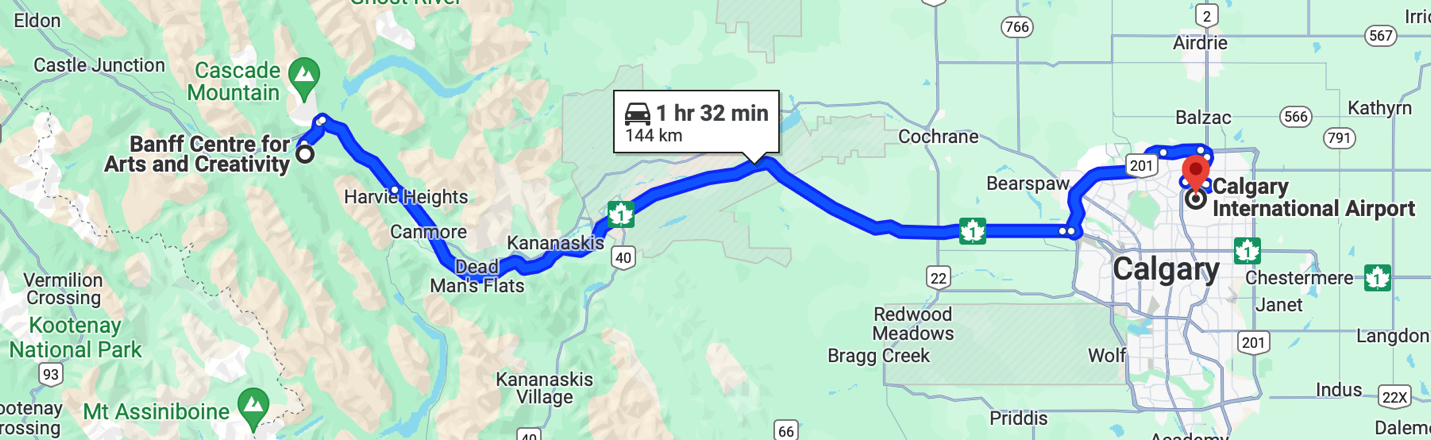 Ghost River
Eldon
Castle Junction
Cascade
Mountain
Banff Centre for
Arts and Creativity
Harvie Heights
Canmore
Dead
Man's Flats
Kananaskis
1
40
1 hr 32 min
144 km
Vermilion
Crossing
Kootenay
National Park
93
Mt Assiniboine
Kananaskis
Village
40
66
766
2
Airdrie
567
Balzac
566
Kathyrn
791
Cochrane
Bearspaw
201
Calgary
International Airport
1
22
Calgary
1
Chestermere
1
Janet
Redwood
Meadows
Bragg Creek
Wolf
201
Langdon
Indus
22X
Priddis
Academy